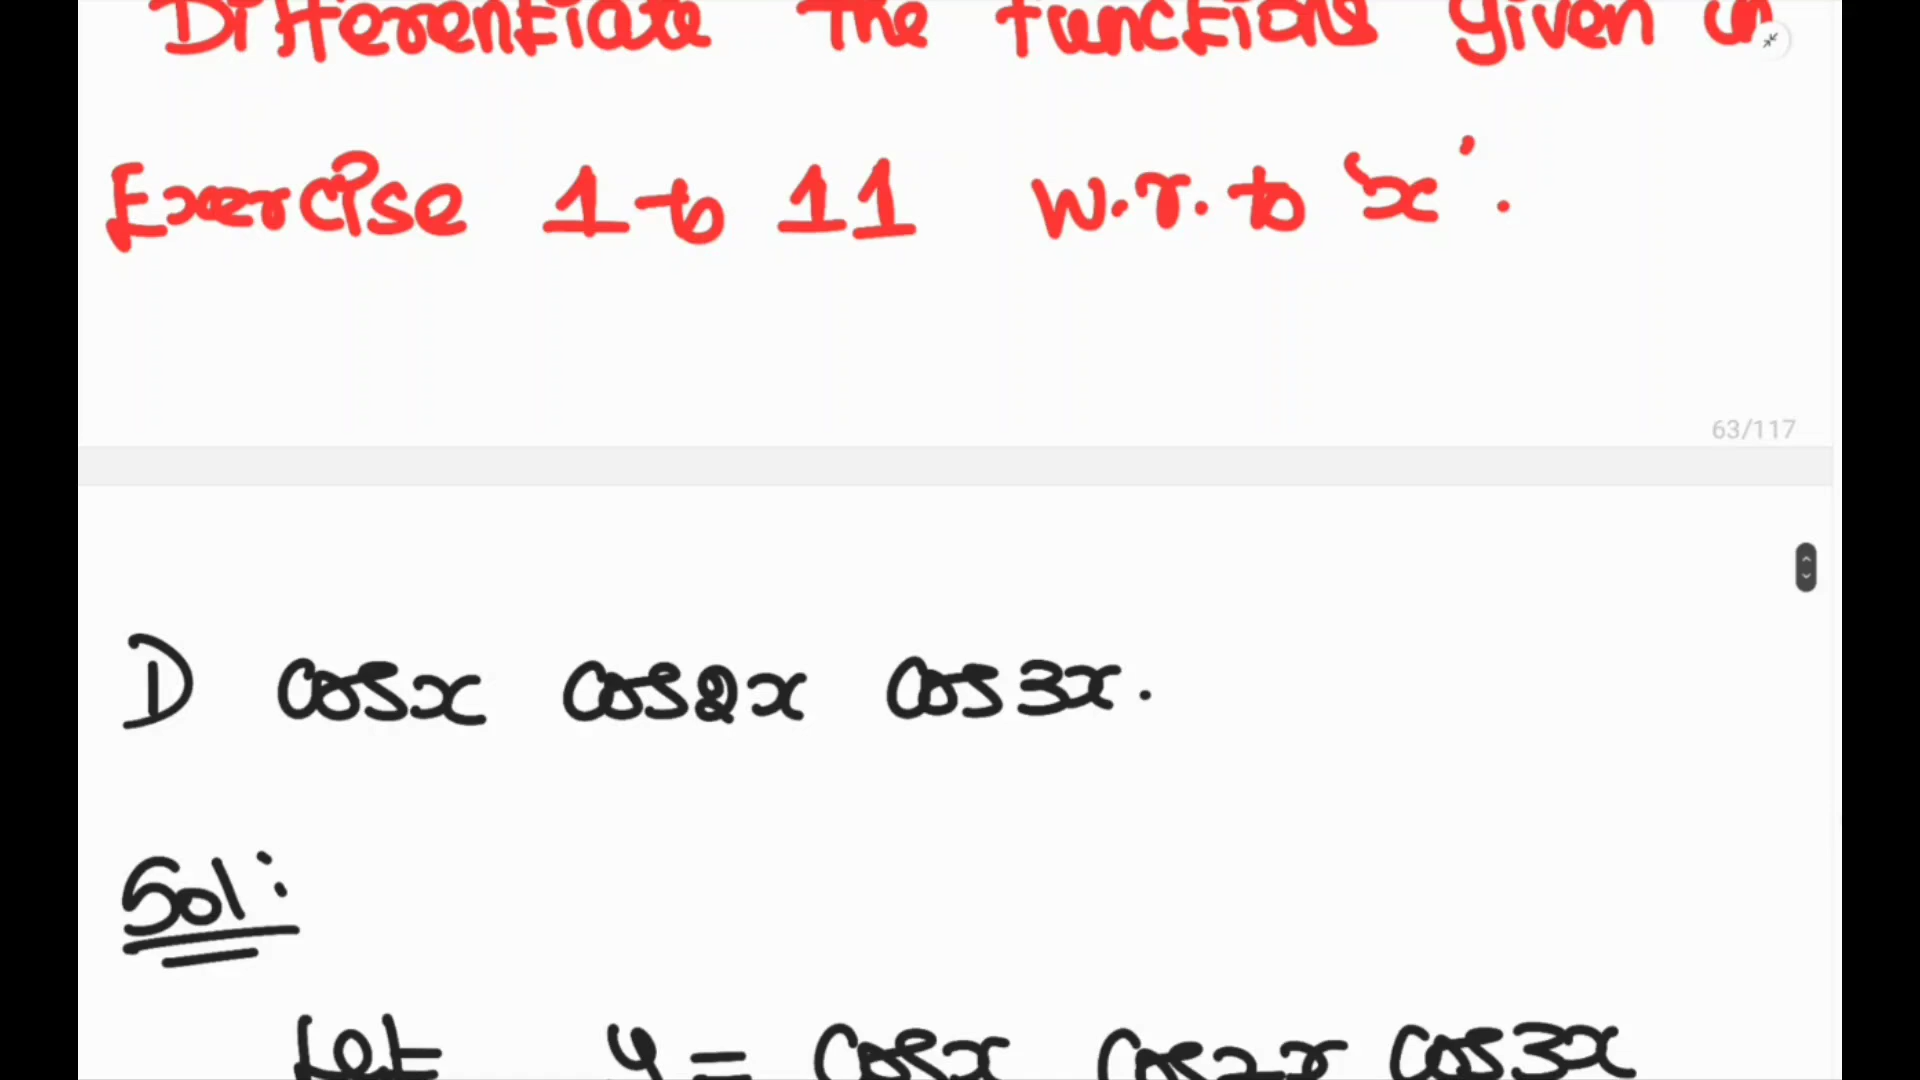 Differentiate the functions given in
Exercise 1 to 11 w.r. to 'x'.
63/117
1) cosx cos2x cos3x.
Sol:
Let y = cosx cos2x cos3x